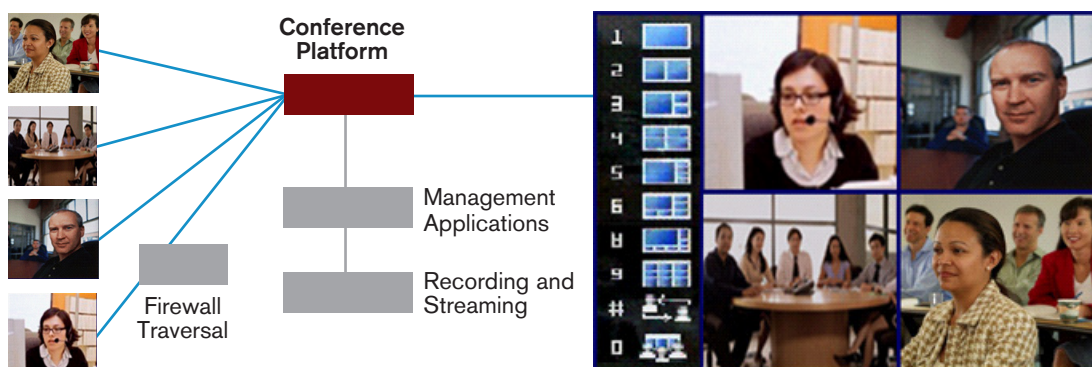 Conference
Platform
Management
Applications
Recording and
Streaming
Firewall
Traversal
1
2
3
4
5
6
8
9
#
0